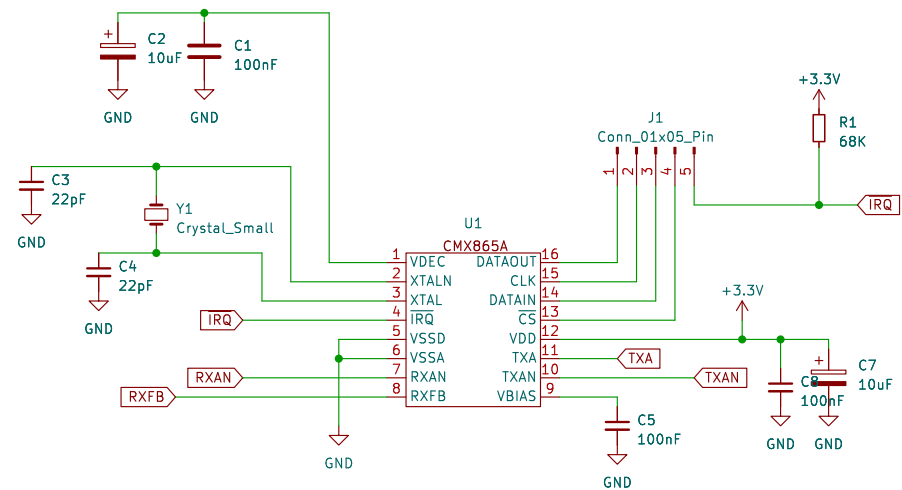 +
C2
10uF
GND
C1
100nF
GND
C3
22pF
GND
Y1
Crystal_Small
C4
22pF
GND
IRQ
RXAN
RXFB
GND
U1
CMX865A
1 VDEC
2 XTALN
3 XTAL
4 IRQ
5 VSSD
6 VSSA
7 RXAN
8 RXFB
DATAOUT 16
CLK 15
DATAIN 14
CS 13
VDD 12
TXA 11
TXAN 10
VBIAS 9
J1
Conn_01x05_Pin
1 2 3 4 5
+3.3V
R1
68K
IRQ
+3.3V
TXA
TXAN
C5
100nF
GND
C8
100nF
GND
+
C7
10uF
GND